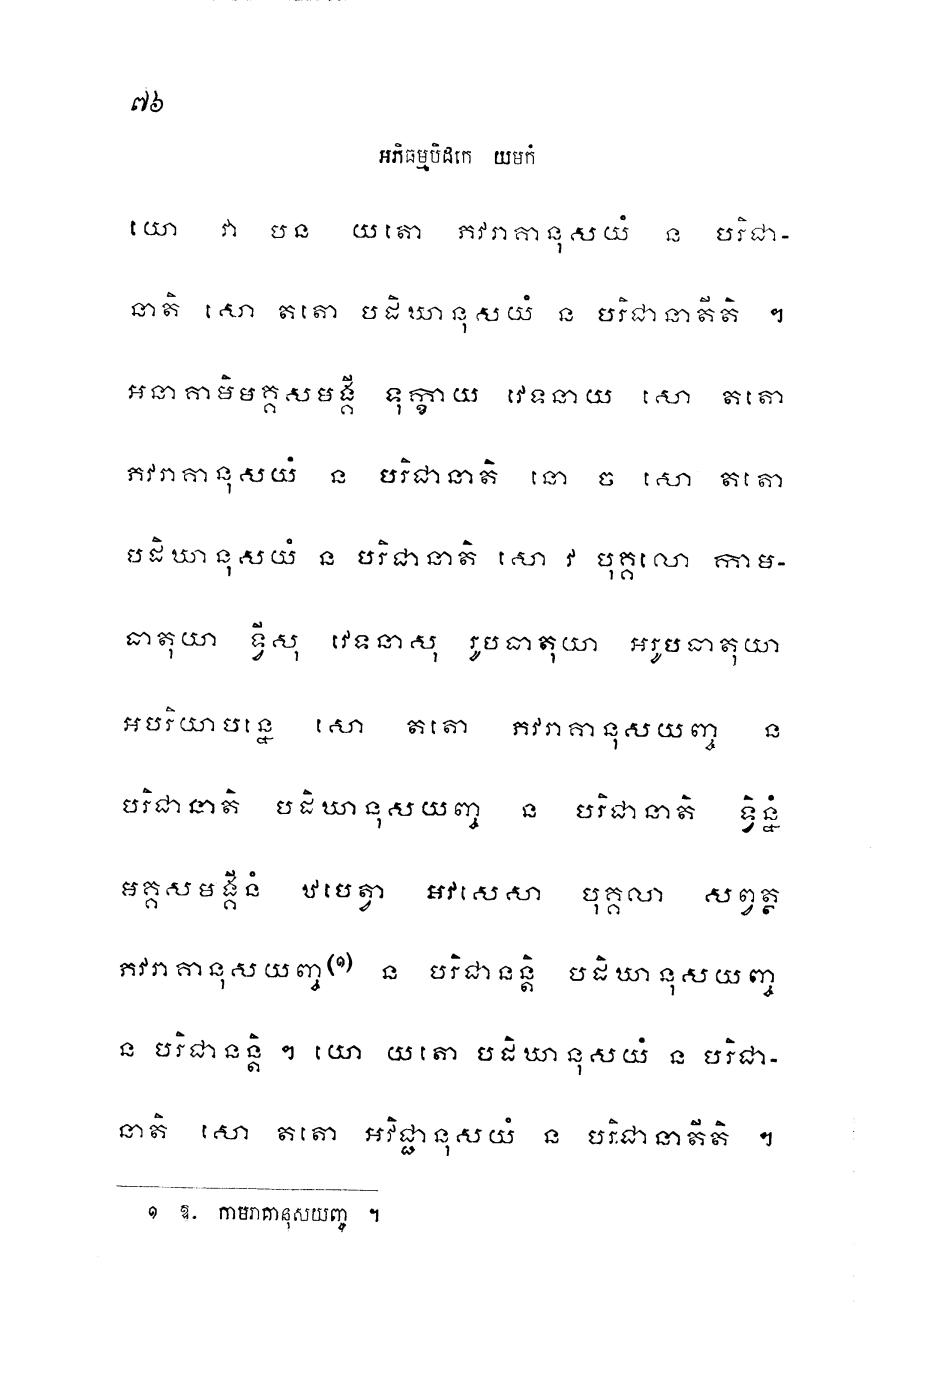 ៧៦
អភិធម្មបិដកេ យមកំ
យោ វា បន យតោ ភវរាគានុសយំ ន បរិជា-
នាតិ សោ តតោ បដិឃានុសយំ ន បរិជានាតីតិ ។
អនាគាមិមគ្គសមង្គី ទុក្ខាយ វេទនាយ សោ តតោ
ភវរាគានុសយំ ន បរិជានាតិ នោ ច សោ តតោ
បដិឃានុសយំ ន បរិជានាតិ សោ វ បុគ្គលោ កាម-
ធាតុយា ទ្វីសុ វេទនាសុ រូបធាតុយា អរូបធាតុយា
អបរិយាបន្នេ សោ តតោ ភវរាគានុសយញ្ច ន
បរិជានាតិ បដិឃានុសយញ្ច ន បរិជានាតិ ទ្វិន្នំ
មគ្គសមង្គីនំ ឋបេត្វា អវសេសា បុគ្គលា សព្វត្ថ
ភវរាគានុសយញ្ច(១) ន បរិជានន្តិ បដិឃានុសយញ្ច
ន បរិជានន្តិ ។ យោ យតោ បដិឃានុសយំ ន បរិជា-
នាតិ សោ តតោ អវិជ្ជានុសយំ ន បរិជានាតីតិ ។
១ ឱ. កាមរាគានុសយញ្ច ។